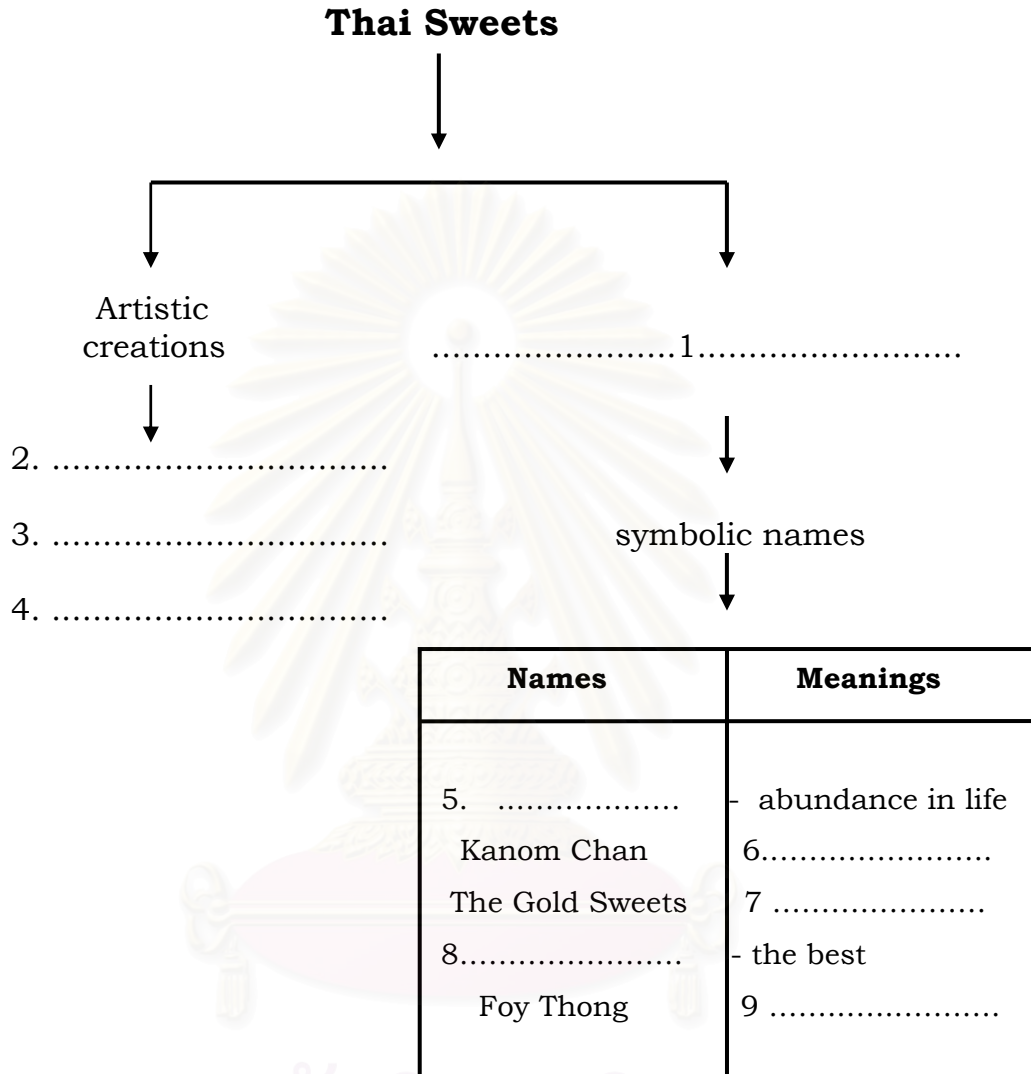 Thai Sweets
Artistic
creations
……………………1……………………….
2. ……………………………
3. ……………………………
4. ……………………………
symbolic names
Names Meanings
5. ……………… - abundance in life
Kanom Chan 6……………………
The Gold Sweets 7 …………………
8………………….. - the best
Foy Thong 9 …………………..